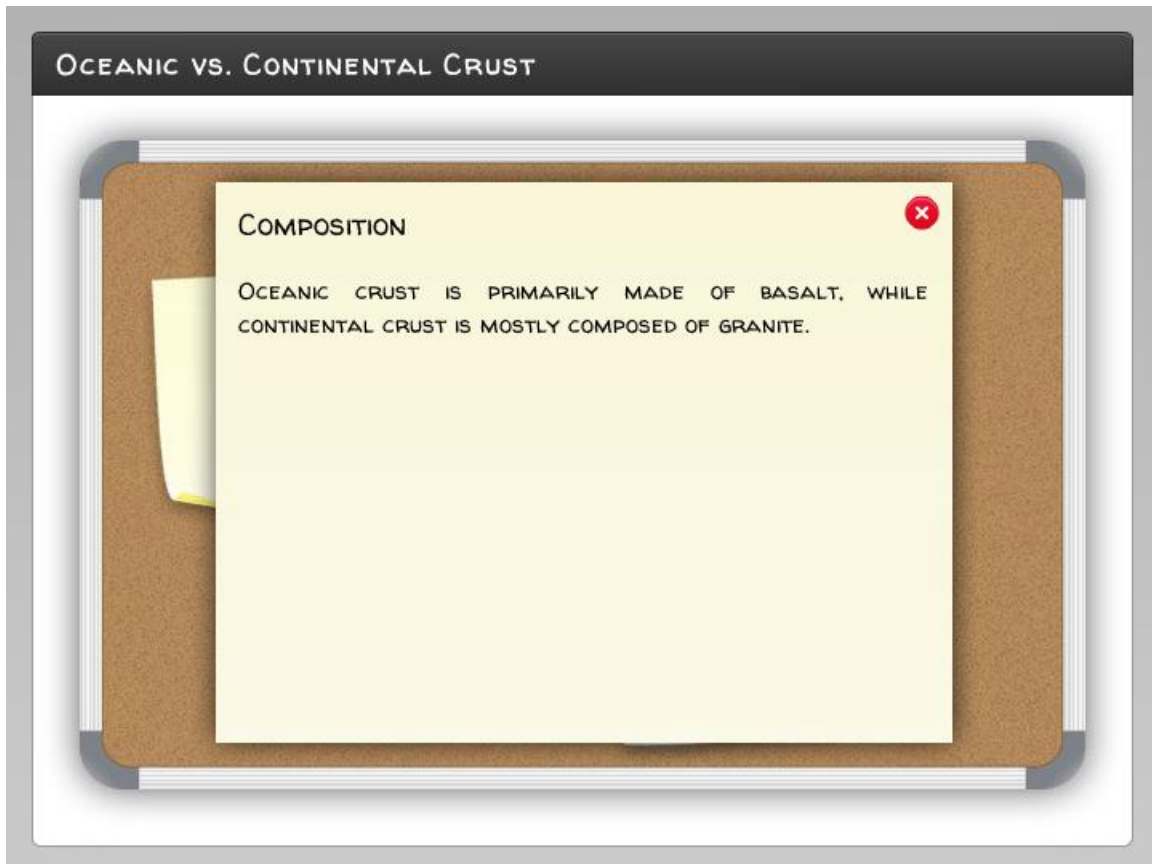 Oceanic vs. Continental Crust
Composition
Oceanic crust is primarily made of basalt, while
continental crust is mostly composed of granite.